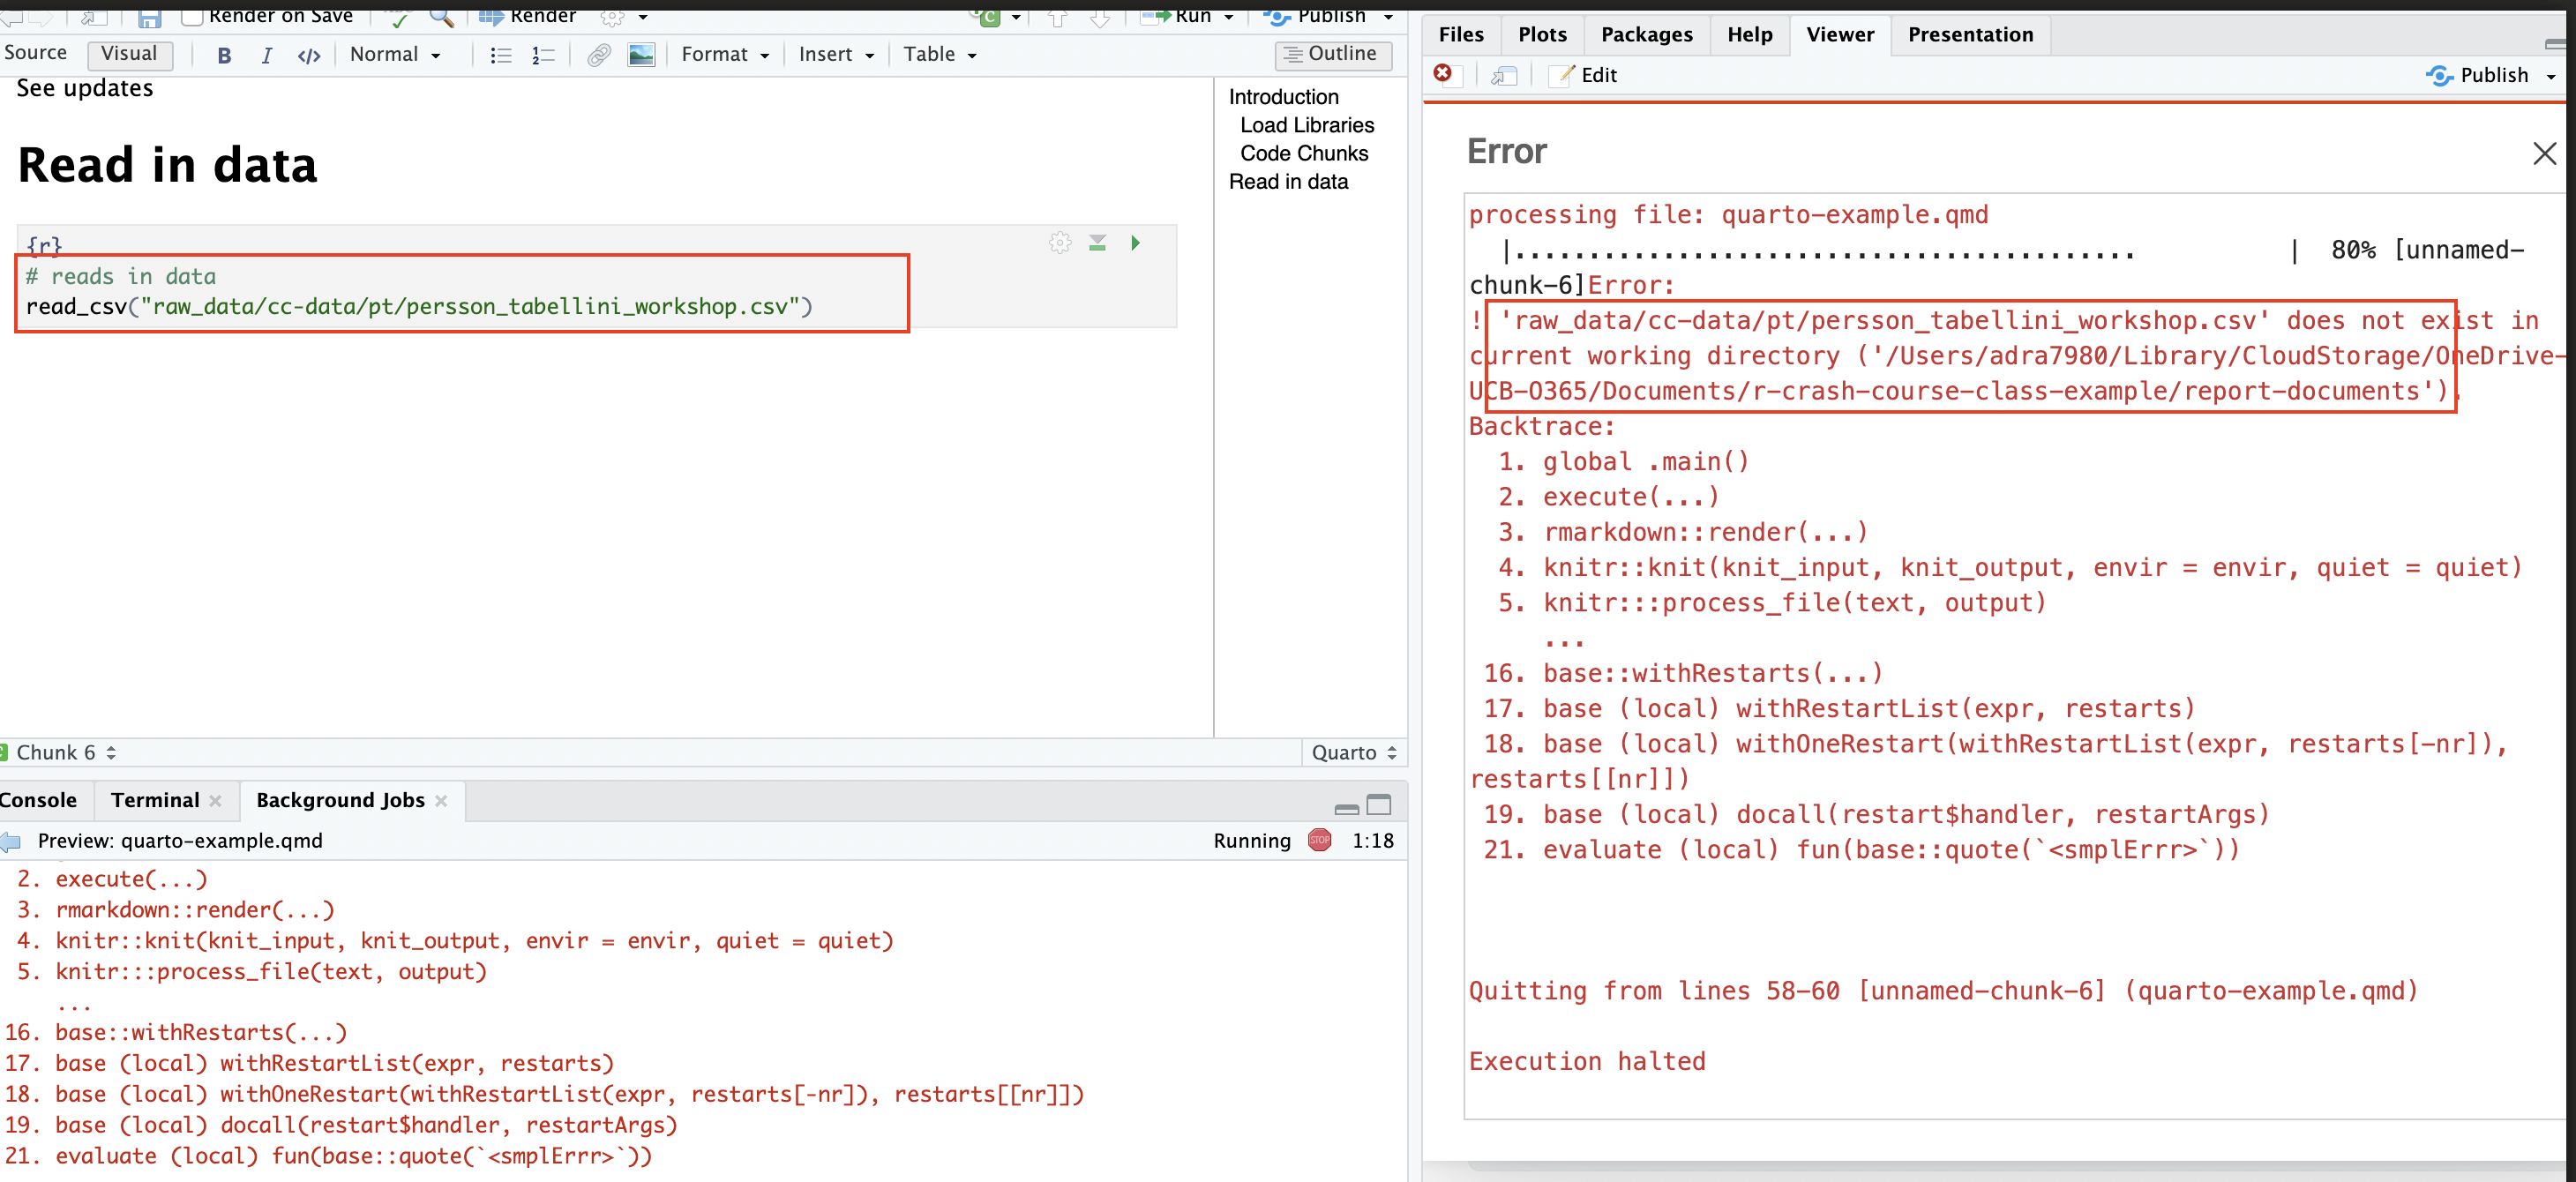 Render on Save
Render
Run
Publish
Source
Visual
B
I
</>
Normal
Format
Insert
Table
Outline
See updates
Read in data
{r}
# reads in data
read_csv("raw_data/cc-data/pt/persson_tabellini_workshop.csv")
Introduction
Load Libraries
Code Chunks
Read in data
Chunk 6
Quarto
Console
Terminal
Background Jobs
Preview: quarto-example.qmd
Running
STOP
1:18
2. execute(...)
3. rmarkdown::render(...)
4. knitr::knit(knit_input, knit_output, envir = envir, quiet = quiet)
5. knitr:::process_file(text, output)
...
16. base::withRestarts(...)
17. base (local) withRestartList(expr, restarts)
18. base (local) withOneRestart(withRestartList(expr, restarts[-nr]), restarts[[nr]])
19. base (local) docall(restart$handler, restartArgs)
21. evaluate (local) fun(base::quote(`<smplErrr>`))
Files
Plots
Packages
Help
Viewer
Presentation
Edit
Publish
Error
processing file: quarto-example.qmd
|.......................................... | 80% [unnamed-
chunk-6]Error:
! 'raw_data/cc-data/pt/persson_tabellini_workshop.csv' does not exist in
current working directory ('/Users/adra7980/Library/CloudStorage/OneDrive-
UCB-O365/Documents/r-crash-course-class-example/report-documents').
Backtrace:
1. global .main()
2. execute(...)
3. rmarkdown::render(...)
4. knitr::knit(knit_input, knit_output, envir = envir, quiet = quiet)
5. knitr:::process_file(text, output)
...
16. base::withRestarts(...)
17. base (local) withRestartList(expr, restarts)
18. base (local) withOneRestart(withRestartList(expr, restarts[-nr]),
restarts[[nr]])
19. base (local) docall(restart$handler, restartArgs)
21. evaluate (local) fun(base::quote(`<smplErrr>`))
Quitting from lines 58-60 [unnamed-chunk-6] (quarto-example.qmd)
Execution halted